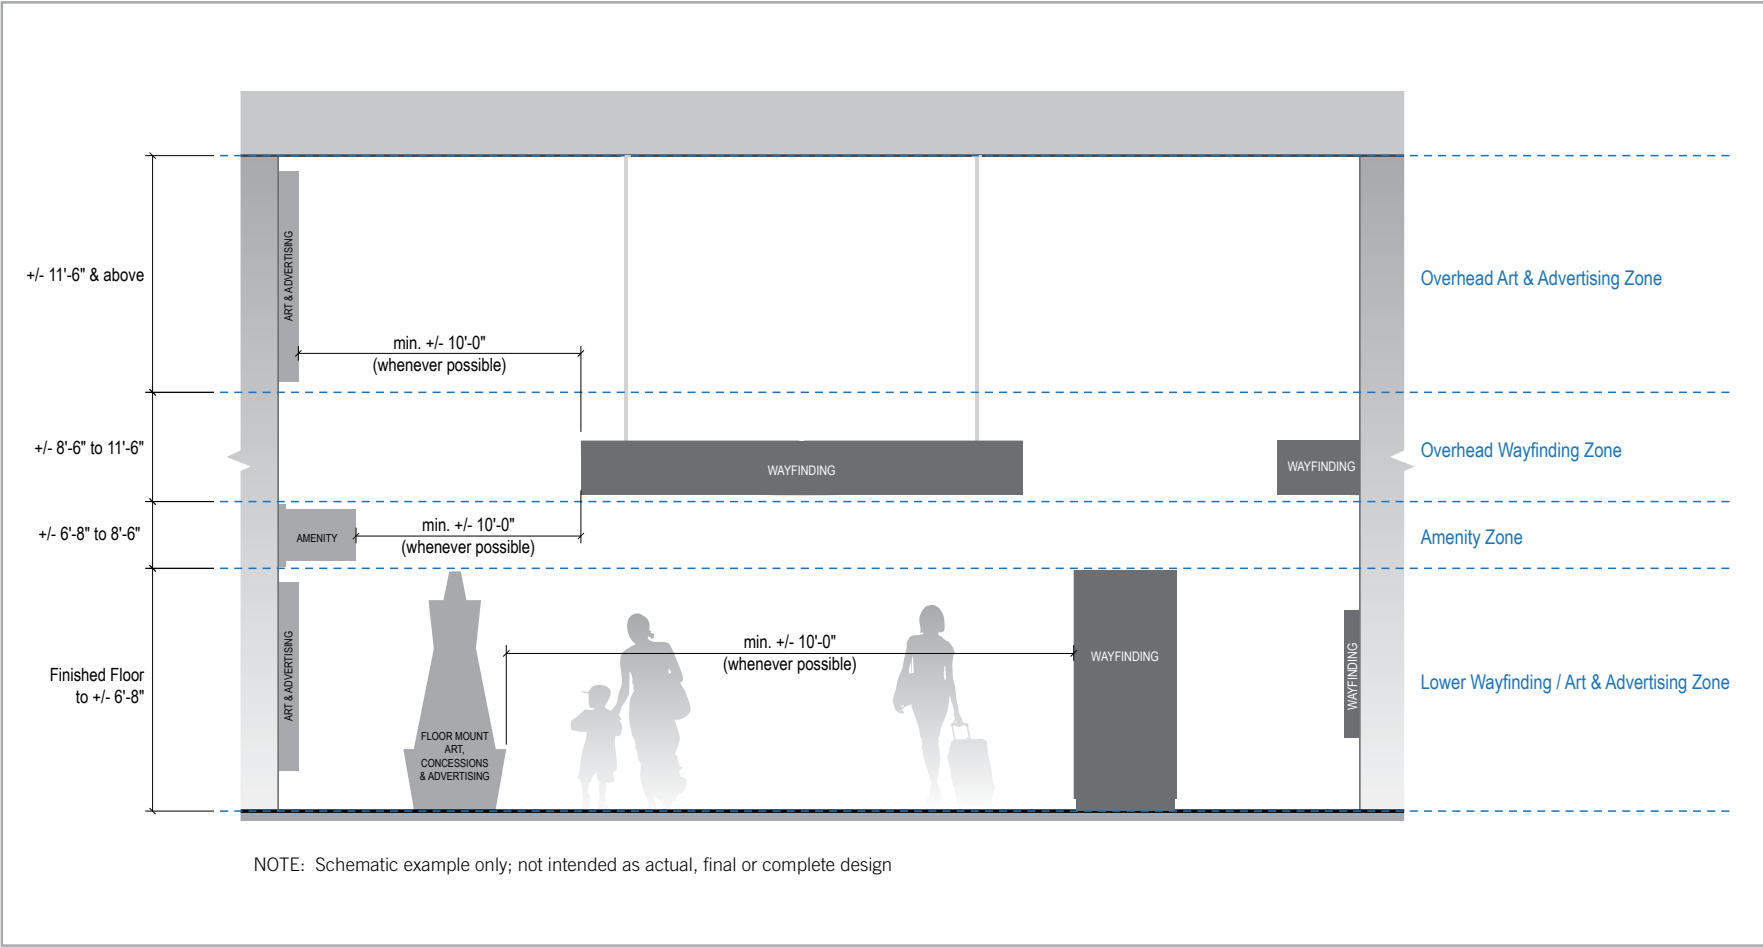 +/- 11'-6" & above
ART & ADVERTISING
Overhead Art & Advertising Zone
min. +/- 10'-0"
(whenever possible)
+/- 8'-6" to 11'-6"
WAYFINDING
WAYFINDING
Overhead Wayfinding Zone
+/- 6'-8" to 8'-6"
AMENITY
min. +/- 10'-0"
(whenever possible)
Amenity Zone
Finished Floor
to +/- 6'-8"
ART & ADVERTISING
FLOOR MOUNT
ART,
CONCESSIONS
& ADVERTISING
min. +/- 10'-0"
(whenever possible)
WAYFINDING
WAYFINDING
Lower Wayfinding / Art & Advertising Zone
NOTE: Schematic example only; not intended as actual, final or complete design